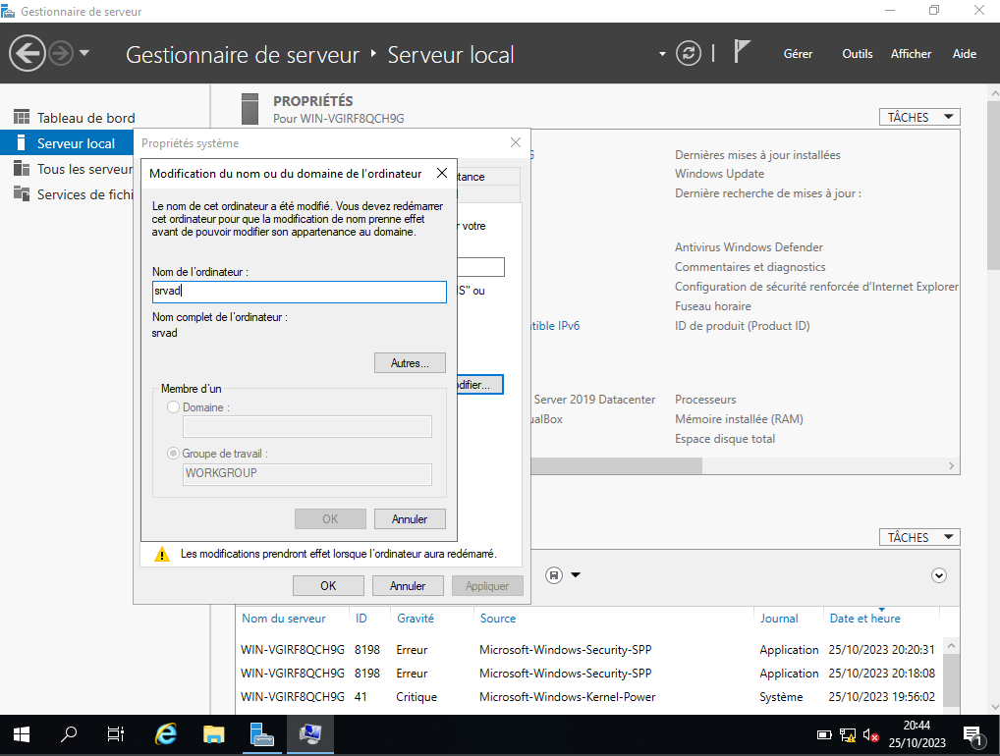 Gestionnaire de serveur
Gestionnaire de serveur ‣ Serveur local
Gérer Outils Afficher Aide
Tableau de bord
Serveur local
Tous les serveur
Services de fichi
PROPRIÉTÉS
Pour WIN-VGIRF8QCH9G
TÂCHES
Dernières mises à jour installées
Windows Update
Dernière recherche de mises à jour :
Antivirus Windows Defender
Commentaires et diagnostics
Configuration de sécurité renforcée d'Internet Explorer
Fuseau horaire
ID de produit (Product ID)
Server 2019 Datacenter
ualBox
Processeurs
Mémoire installée (RAM)
Espace disque total
Propriétés système
tance
r votre
S" ou
tible IPv6
difier...
Modification du nom ou du domaine de l'ordinateur
Le nom de cet ordinateur a été modifié. Vous devez redémarrer
cet ordinateur pour que la modification de nom prenne effet
avant de pouvoir modifier son appartenance au domaine.
Nom de l'ordinateur :
srvad
Nom complet de l'ordinateur :
srvad
Autres...
Membre d'un
Domaine :
Groupe de travail :
WORKGROUP
OK Annuler
Les modifications prendront effet lorsque l'ordinateur aura redémarré.
OK Annuler Appliquer
TÂCHES
Nom du serveur ID Gravité Source Journal Date et heure
WIN-VGIRF8QCH9G 8198 Erreur Microsoft-Windows-Security-SPP Application 25/10/2023 20:20:31
WIN-VGIRF8QCH9G 8198 Erreur Microsoft-Windows-Security-SPP Application 25/10/2023 20:18:08
WIN-VGIRF8QCH9G 41 Critique Microsoft-Windows-Kernel-Power Système 25/10/2023 19:56:02
20:44
25/10/2023
1